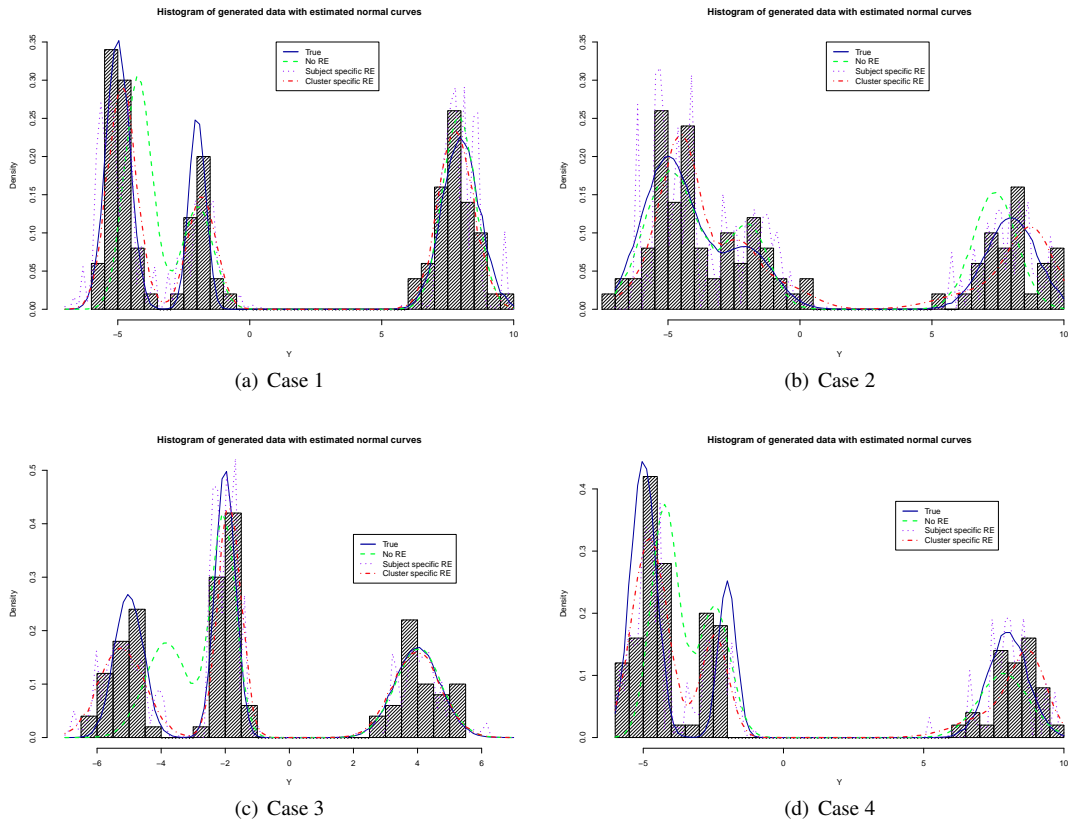 Histogram of generated data with estimated normal curves
True
No RE
Subject specific RE
Cluster specific RE
Density
0.00 0.05 0.10 0.15 0.20 0.25 0.30 0.35
−5 0 5 10
Y
(a) Case 1
Histogram of generated data with estimated normal curves
True
No RE
Subject specific RE
Cluster specific RE
Density
0.00 0.05 0.10 0.15 0.20 0.25 0.30 0.35
−5 0 5 10
Y
(b) Case 2
Histogram of generated data with estimated normal curves
True
No RE
Subject specific RE
Cluster specific RE
Density
0.0 0.1 0.2 0.3 0.4 0.5
−6 −4 −2 0 2 4 6
Y
(c) Case 3
Histogram of generated data with estimated normal curves
True
No RE
Subject specific RE
Cluster specific RE
Density
0.0 0.1 0.2 0.3 0.4
−5 0 5 10
Y
(d) Case 4